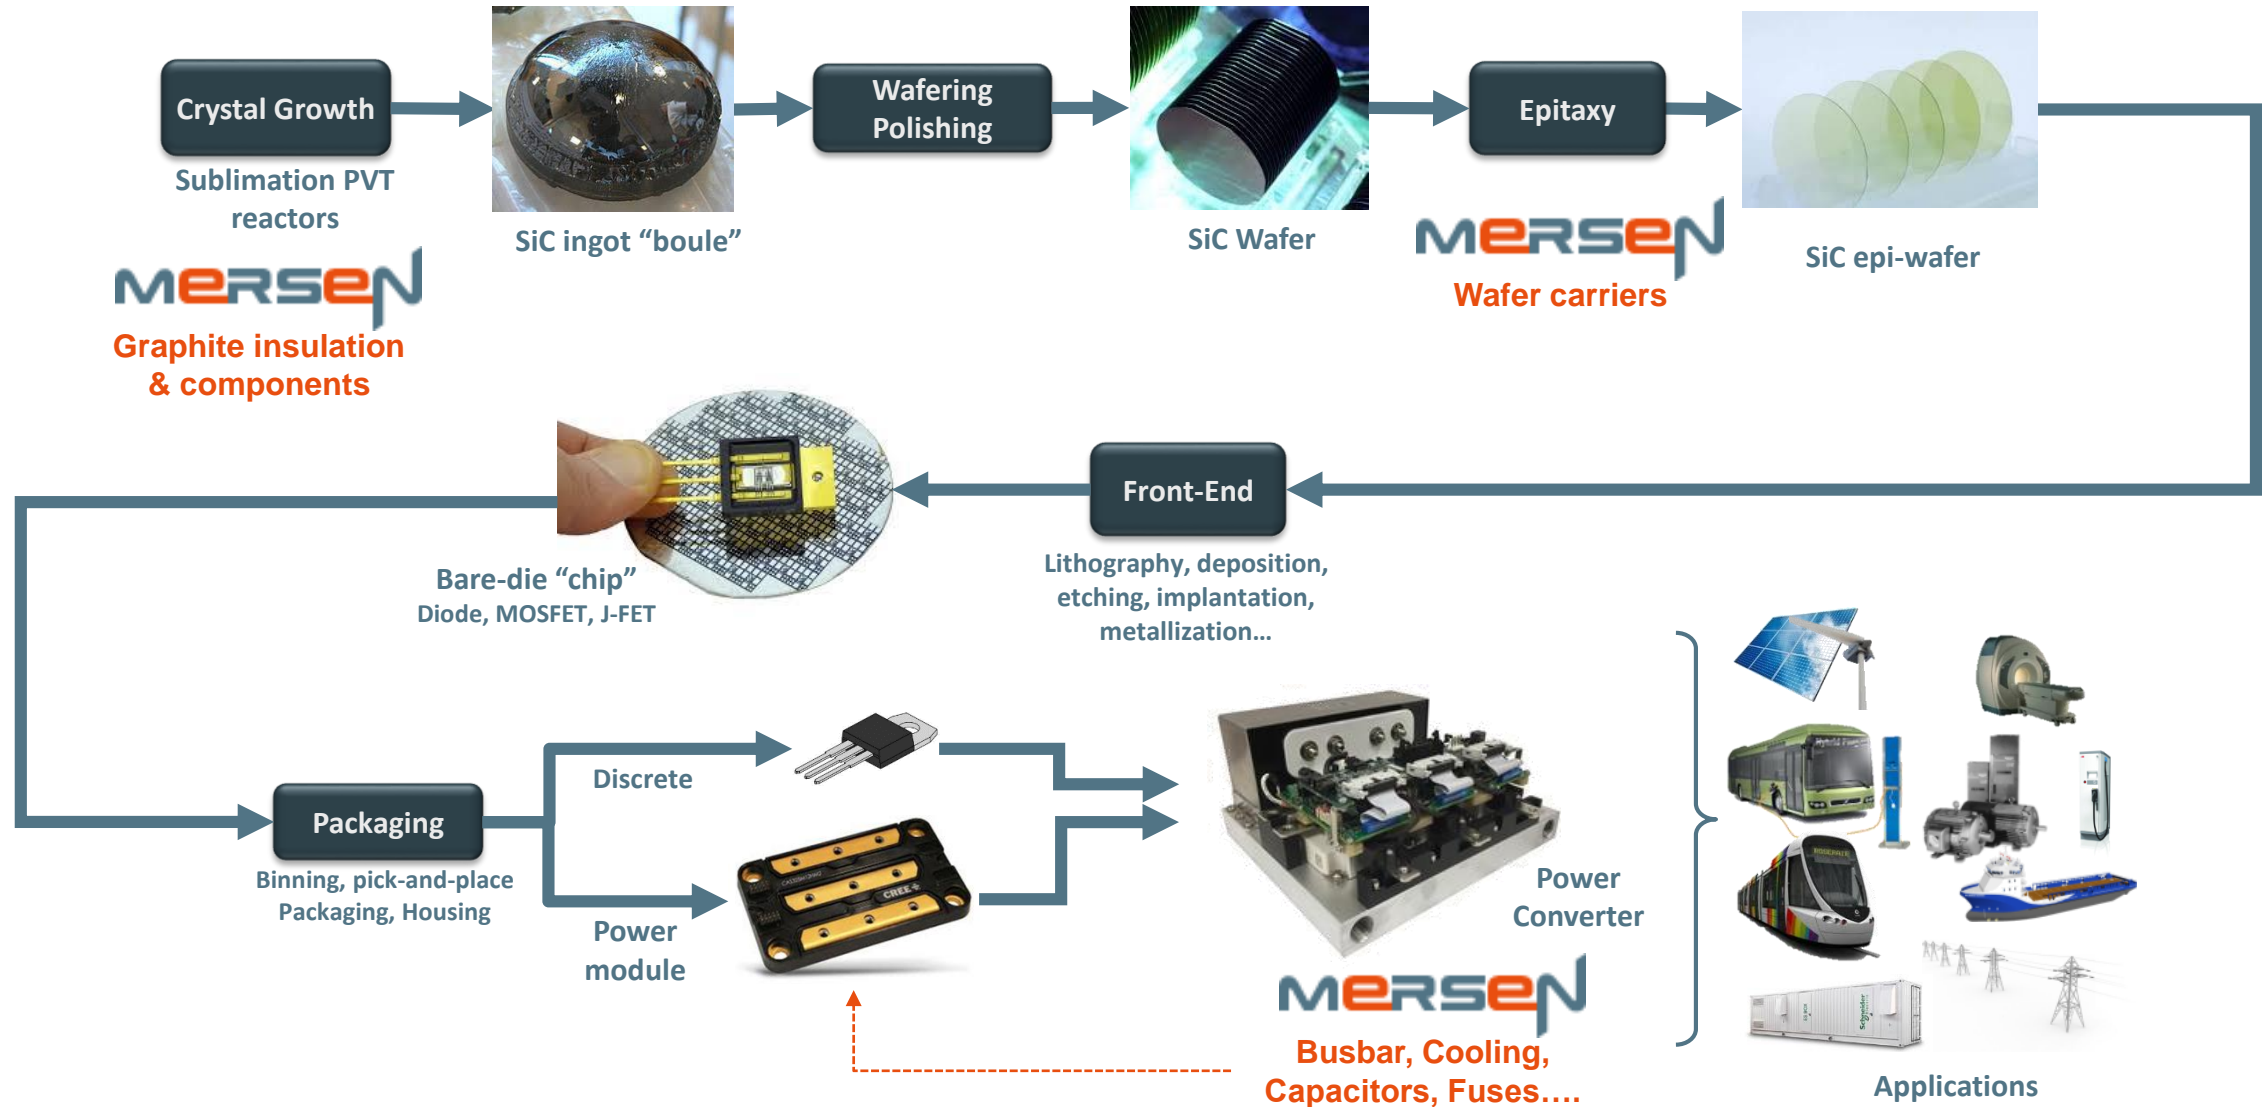 Crystal Growth
Sublimation PVT
reactors
MERSEN
Graphite insulation
& components
SiC ingot “boule”
Wafering
Polishing
SiC Wafer
Epitaxy
MERSEN
Wafer carriers
SiC epi-wafer
Front-End
Lithography, deposition,
etching, implantation,
metallization...
Bare-die “chip”
Diode, MOSFET, J-FET
Packaging
Binning, pick-and-place
Packaging, Housing
Discrete
Power
module
CREE
Power
Converter
MERSEN
Busbar, Cooling,
Capacitors, Fuses....
Schneider
Applications